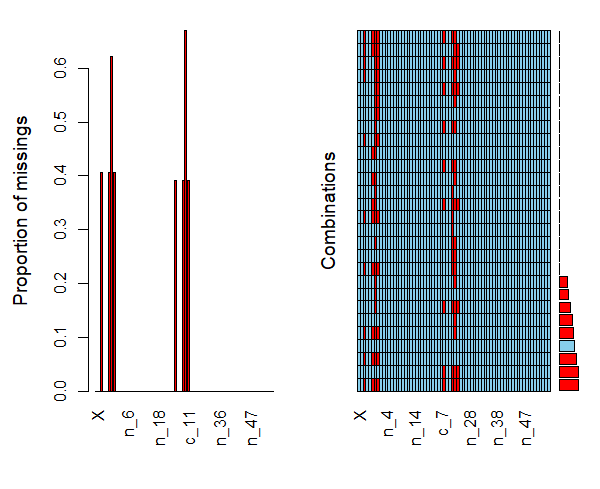 Proportion of missings
0.6
0.5
0.4
0.3
0.2
0.1
0.0
X
n_6
n_18
c_11
n_36
n_47
Combinations
X
n_4
n_14
c_7
n_28
n_38
n_47